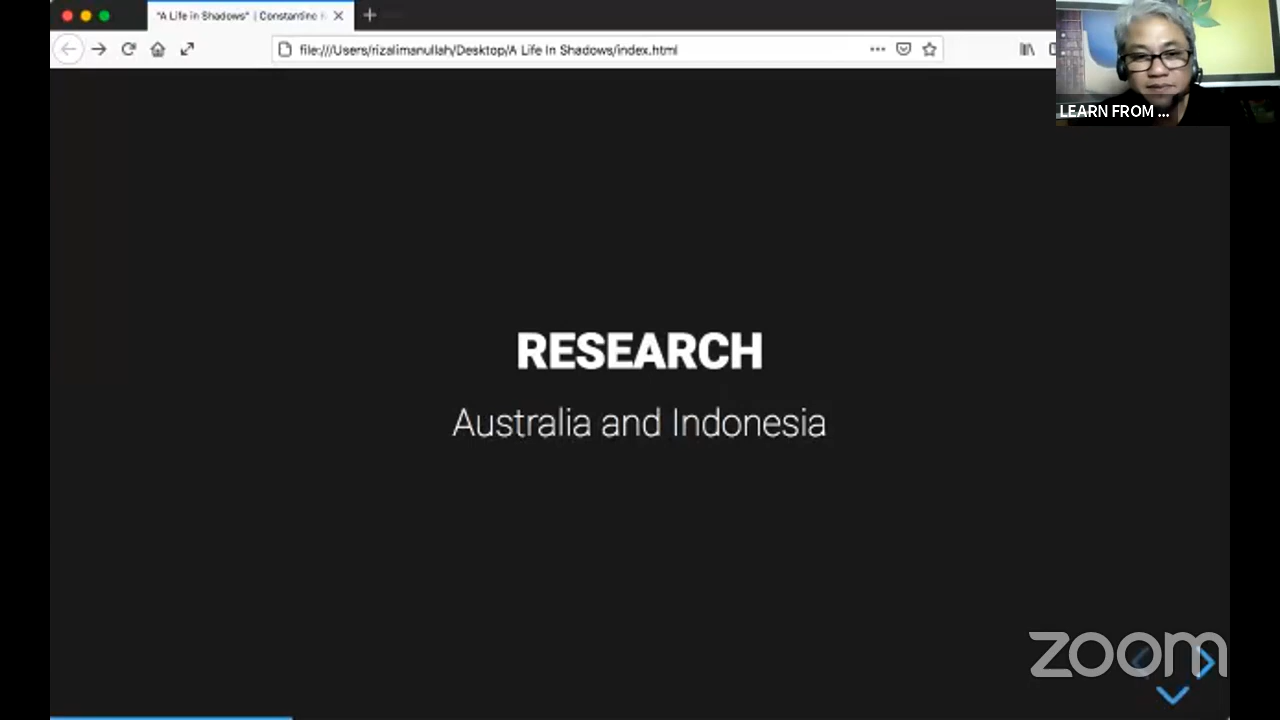 "A Life in Shadows" | Constantine
file:///Users/rizalimanullah/Desktop/A Life In Shadows/index.html
LEARN FROM ...
RESEARCH
Australia and Indonesia
zoom